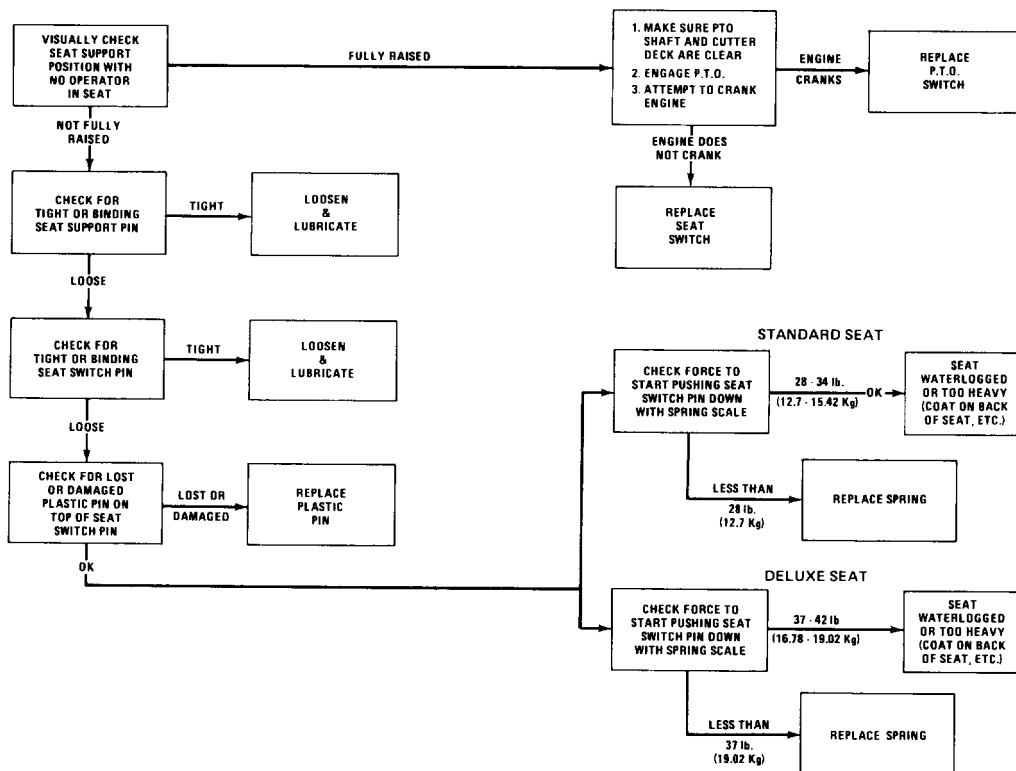 VISUALLY CHECK
SEAT SUPPORT
POSITION WITH
NO OPERATOR
IN SEAT
FULLY RAISED
1. MAKE SURE PTO
SHAFT AND CUTTER
DECK ARE CLEAR
2. ENGAGE P.T.O.
3. ATTEMPT TO CRANK
ENGINE
ENGINE
CRANKS
REPLACE
P.T.O.
SWITCH
NOT FULLY
RAISED
ENGINE DOES
NOT CRANK
CHECK FOR
TIGHT OR BINDING
SEAT SUPPORT PIN
TIGHT
LOOSEN
&
LUBRICATE
REPLACE
SEAT
SWITCH
LOOSE
CHECK FOR
TIGHT OR BINDING
SEAT SWITCH PIN
TIGHT
LOOSEN
&
LUBRICATE
LOOSE
CHECK FOR LOST
OR DAMAGED
PLASTIC PIN ON
TOP OF SEAT
SWITCH PIN
LOST OR
DAMAGED
REPLACE
PLASTIC
PIN
OK
STANDARD SEAT
CHECK FORCE TO
START PUSHING SEAT
SWITCH PIN DOWN
WITH SPRING SCALE
28 - 34 lb.
(12.7 - 15.42 Kg)
OK
SEAT
WATERLOGGED
OR TOO HEAVY
(COAT ON BACK
OF SEAT, ETC.)
LESS THAN
28 lb.
(12.7 Kg)
REPLACE SPRING
DELUXE SEAT
CHECK FORCE TO
START PUSHING SEAT
SWITCH PIN DOWN
WITH SPRING SCALE
37 - 42 lb
(16.78 - 19.02 Kg)
SEAT
WATERLOGGED
OR TOO HEAVY
(COAT ON BACK
OF SEAT, ETC.)
LESS THAN
37 lb.
(19.02 Kg)
REPLACE SPRING